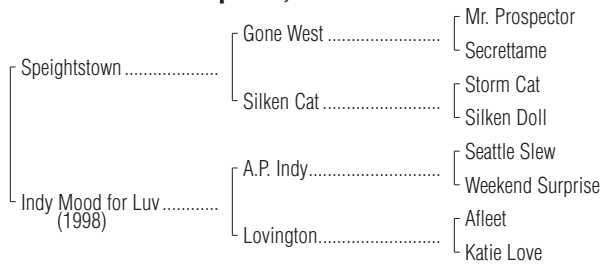 Mr. Prospector
Gone West
Secrettame
Speightstown
Storm Cat
Silken Cat
Silken Doll
Seattle Slew
A.P. Indy
Weekend Surprise
Indy Mood for Luv
(1998)
Afleet
Lovington
Katie Love